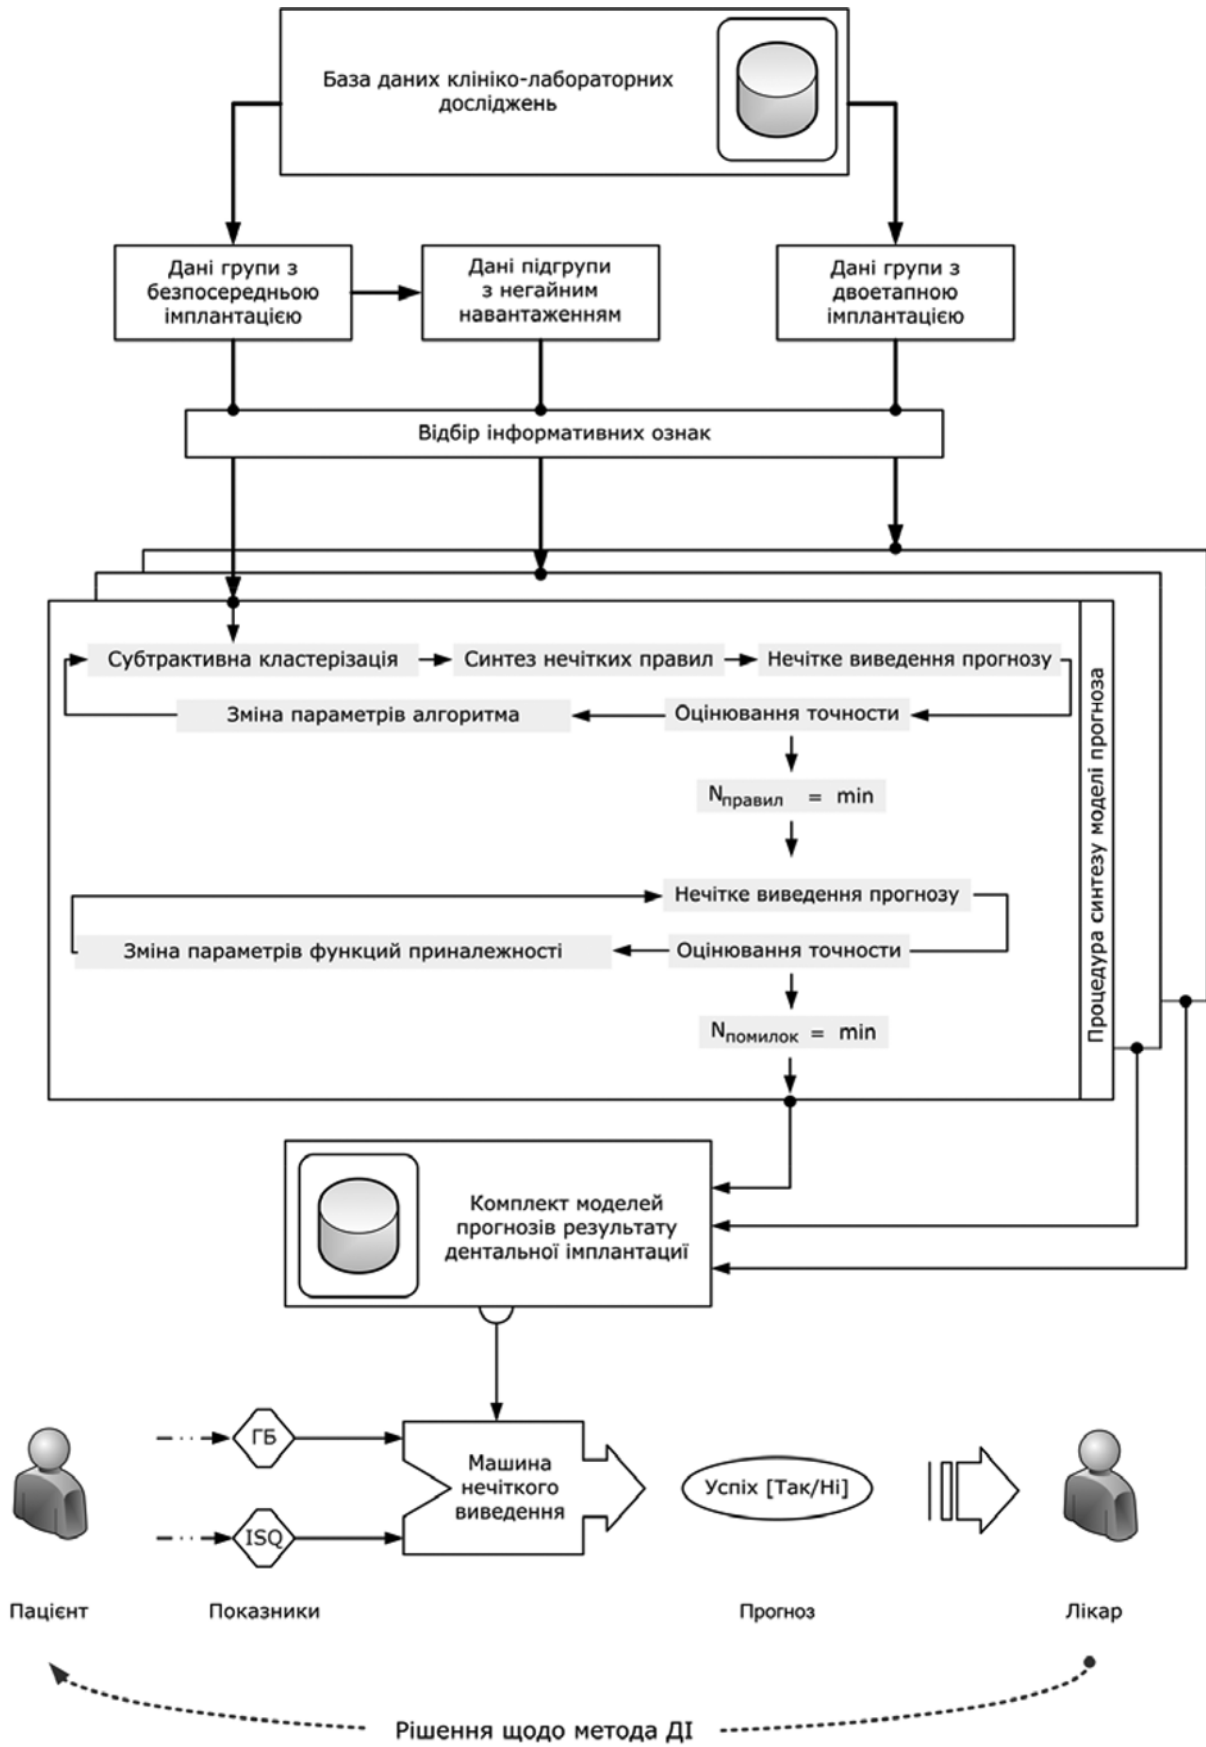 База даних клініко-лабораторних
досліджень
Дані групи з
безпосередньою
імплантацією
Дані підгрупи
з негайним
навантаженням
Дані групи з
двоетапною
імплантацією
Відбір інформативних ознак
Субтрактивна кластерізація
Синтез нечітких правил
Нечітке виведення прогнозу
Зміна параметрів алгоритма
Оцінювання точности
Nправил = min
Нечітке виведення прогнозу
Зміна параметрів функций приналежності
Оцінювання точности
Nпомилок = min
Процедура синтезу моделі прогноза
Комплект моделей
прогнозів результату
дентальної імплантациї
ГБ
ISQ
Машина
нечіткого
виведення
Успіх [Так/Ні]
Пацієнт
Показники
Прогноз
Лікар
Рішення щодо метода ДІ